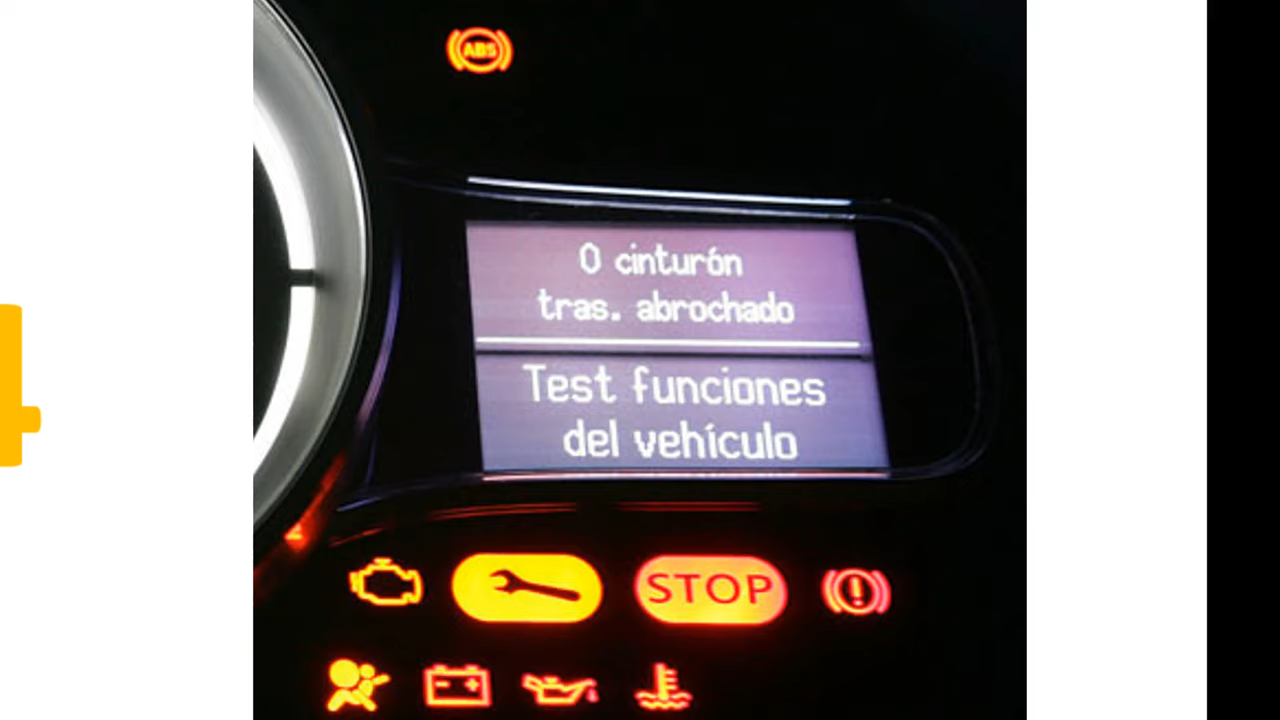 ABS
0 cinturón
tras. abrochado
Test funciones
del vehículo
STOP